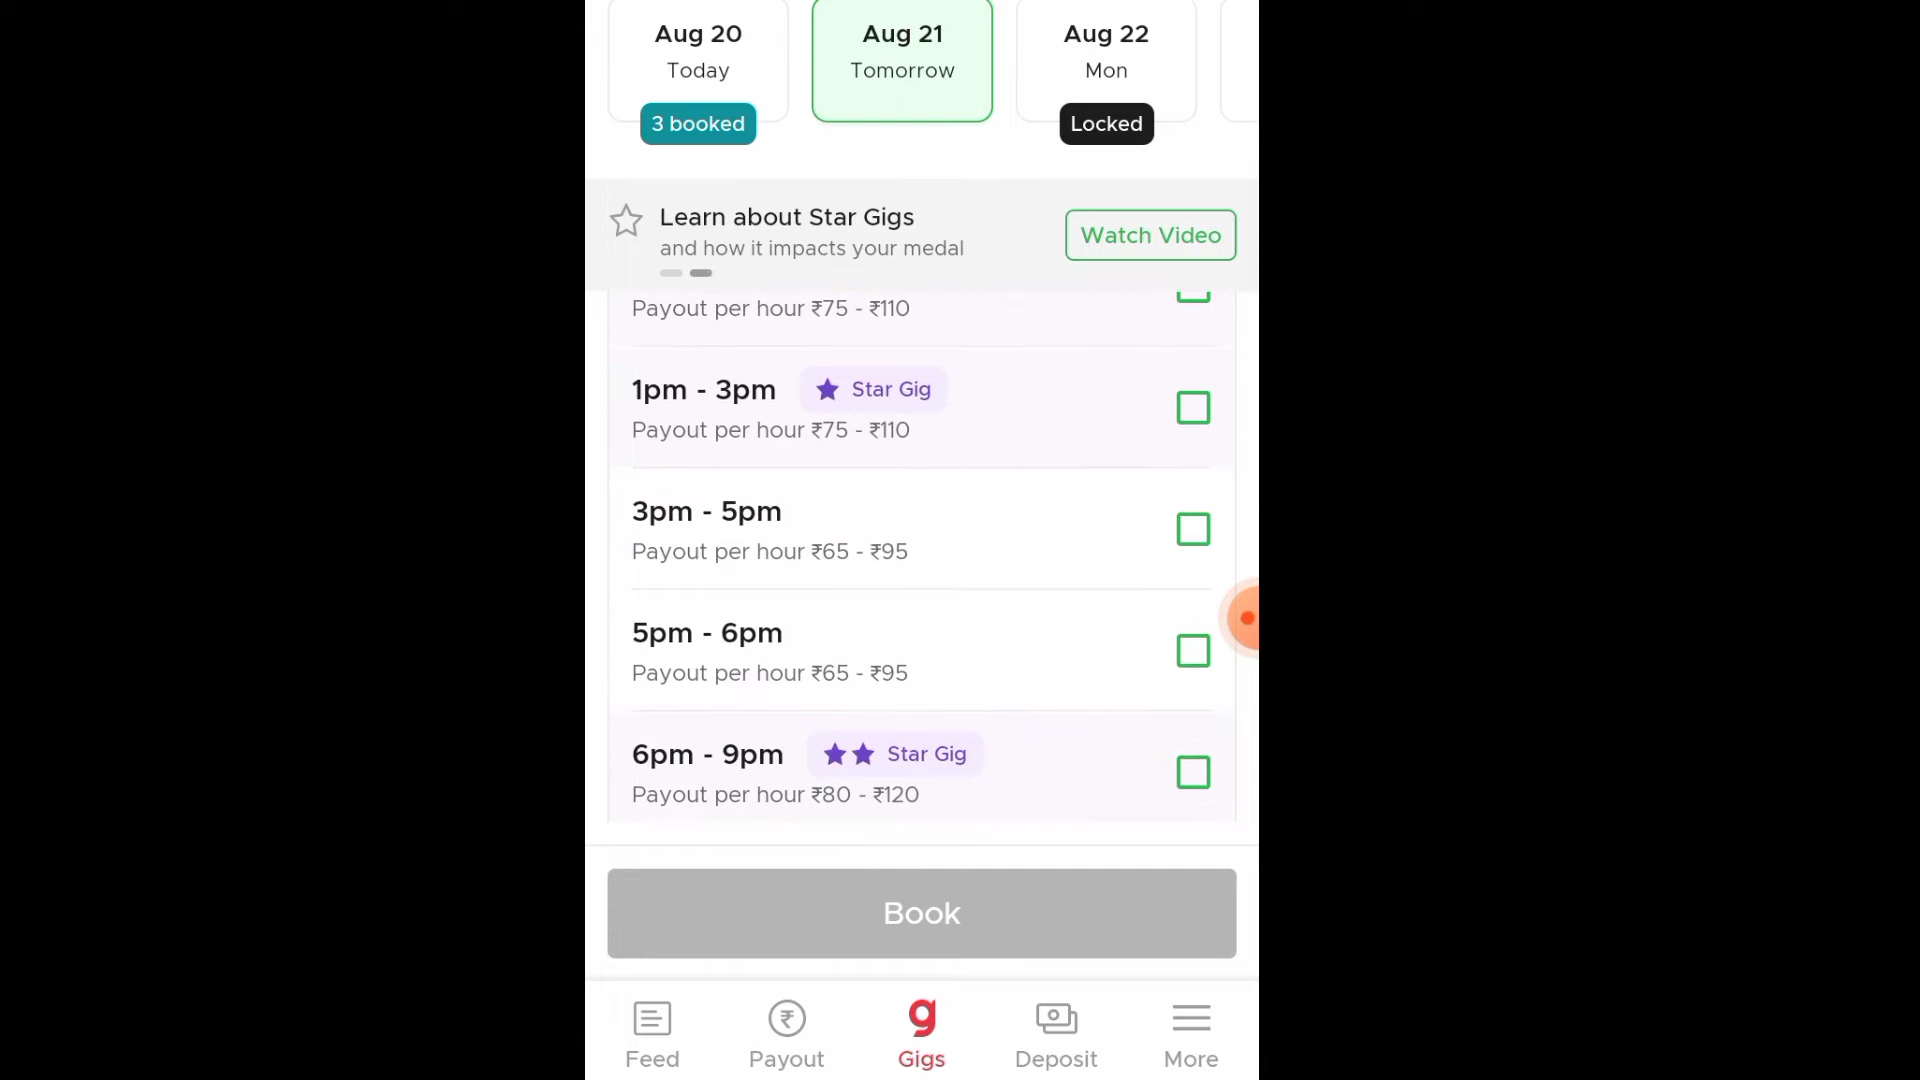 Aug 20
Today
3 booked
Aug 21
Tomorrow
Aug 22
Mon
Locked
Learn about Star Gigs
and how it impacts your medal
Watch Video
Payout per hour ₹75 - ₹110
1pm - 3pm
Star Gig
Payout per hour ₹75 - ₹110
3pm - 5pm
Payout per hour ₹65 - ₹95
5pm - 6pm
Payout per hour ₹65 - ₹95
6pm - 9pm
Star Gig
Payout per hour ₹80 - ₹120
Book
₹
g
Feed
Payout
Gigs
Deposit
More